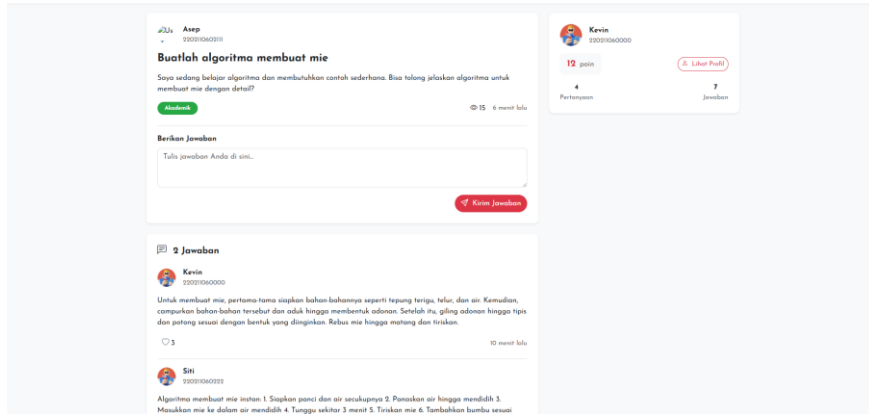 Us
Asep
220211060211
Buatlah algoritma membuat mie
Saya sedang belajar algoritma dan membutuhkan contoh sederhana. Bisa tolong jelaskan algoritma untuk
membuat mie dengan detail?
Akademik
15 6 menit lalu
Berikan Jawaban
Tulis jawaban Anda di sini...
Kirim Jawaban
2 Jawaban
Kevin
220211060000
Untuk membuat mie, pertama-tama siapkan bahan-bahannya seperti tepung terigu, telur, dan air. Kemudian,
campurkan bahan-bahan tersebut dan aduk hingga membentuk adonan. Setelah itu, giling adonan hingga tipis
dan potong sesuai dengan bentuk yang diinginkan. Rebus mie hingga matang dan tiriskan.
3
10 menit lalu
Siti
220211060222
Algoritma membuat mie instan: 1. Siapkan panci dan air secukupnya 2. Panaskan air hingga mendidih 3.
Masukkan mie ke dalam air mendidih 4. Tunggu sekitar 3 menit 5. Tiriskan mie 6. Tambahkan bumbu sesuai
Kevin
220211060000
12 poin
Lihat Profil
4
Pertanyaan
7
Jawaban